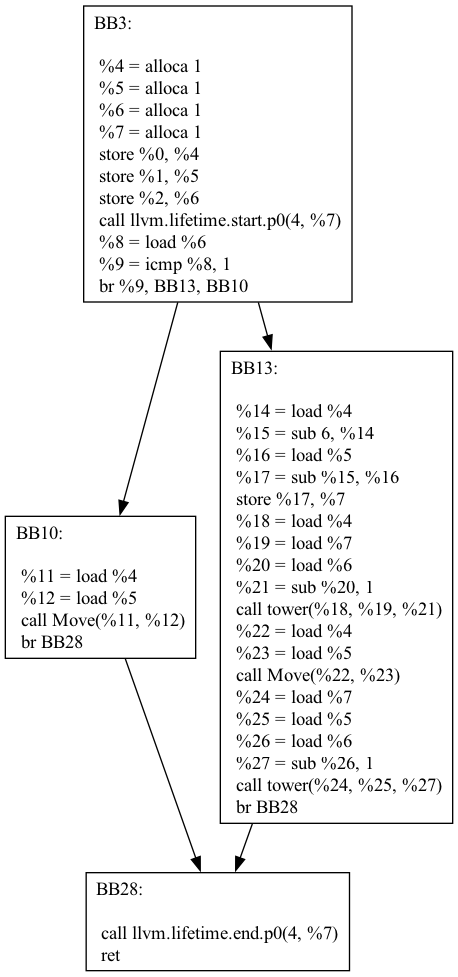 BB3:
%4 = alloca 1
%5 = alloca 1
%6 = alloca 1
%7 = alloca 1
store %0, %4
store %1, %5
store %2, %6
call llvm.lifetime.start.p0(4, %7)
%8 = load %6
%9 = icmp %8, 1
br %9, BB13, BB10
BB13:
%14 = load %4
%15 = sub 6, %14
%16 = load %5
%17 = sub %15, %16
store %17, %7
%18 = load %4
%19 = load %7
%20 = load %6
%21 = sub %20, 1
call tower(%18, %19, %21)
%22 = load %4
%23 = load %5
call Move(%22, %23)
%24 = load %7
%25 = load %5
%26 = load %6
%27 = sub %26, 1
call tower(%24, %25, %27)
br BB28
BB10:
%11 = load %4
%12 = load %5
call Move(%11, %12)
br BB28
BB28:
call llvm.lifetime.end.p0(4, %7)
ret